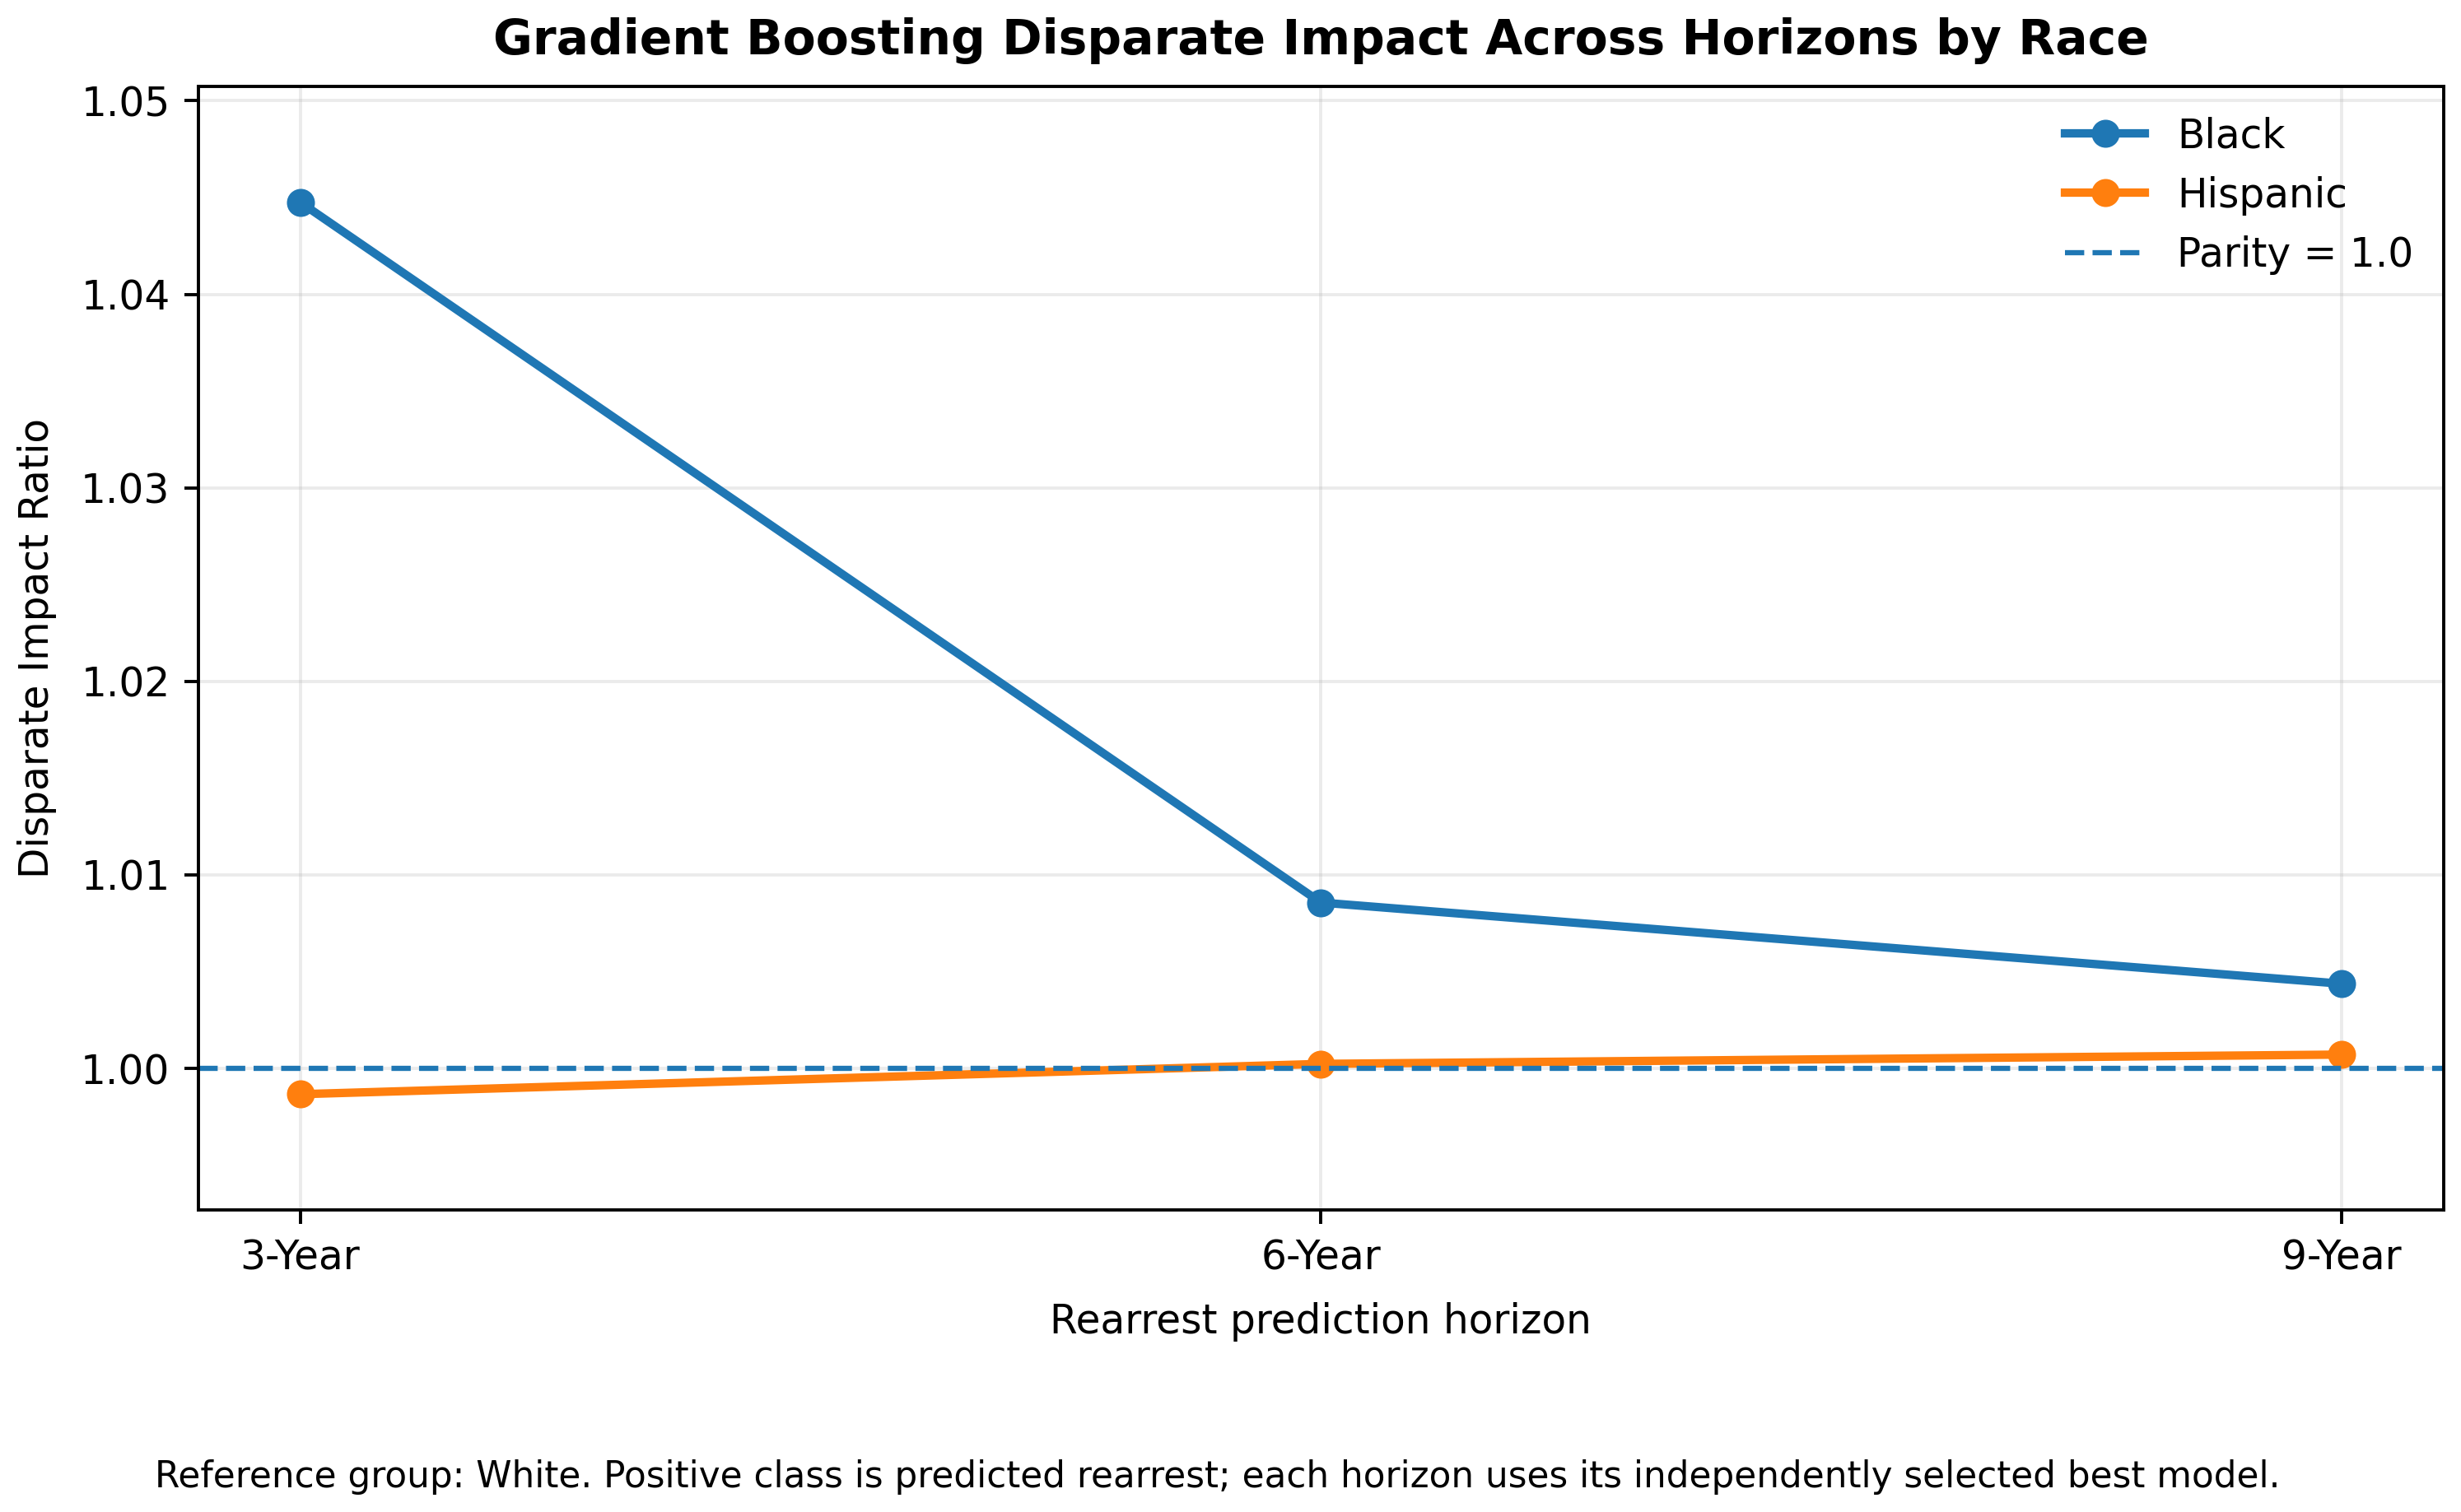 Gradient Boosting Disparate Impact Across Horizons by Race
1.05
1.04
1.03
1.02
1.01
1.00
Disparate Impact Ratio
Black
Hispanic
Parity = 1.0
3-Year
6-Year
9-Year
Rearrest prediction horizon
Reference group: White. Positive class is predicted rearrest; each horizon uses its independently selected best model.